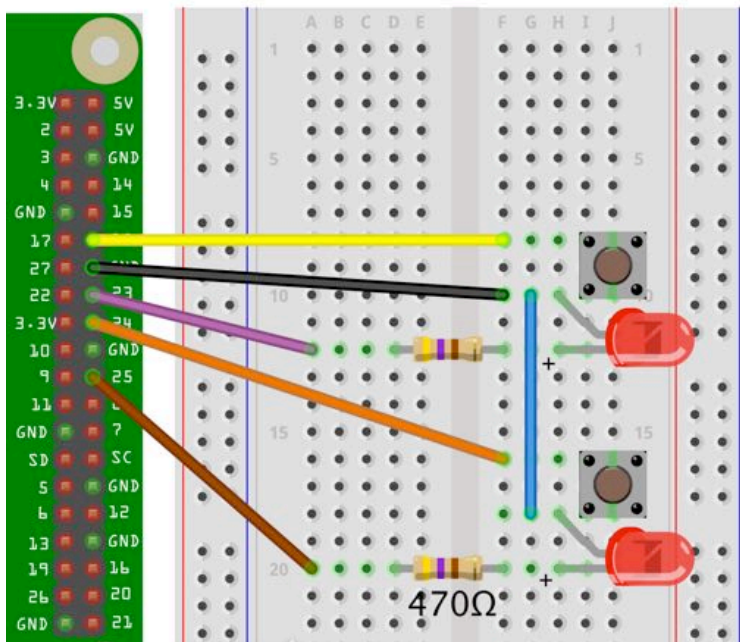 3.3V 5V
2 5V
3 GND
4 14
GND 15
17
27
22 23
3.3V 24
10 GND
9 25
11
GND 7
SD SC
5 GND
6 12
13 GND
19 16
26 20
GND 21
A B C D E F G H I J
1 1
5 5
10
+
15 15
20 +
470Ω